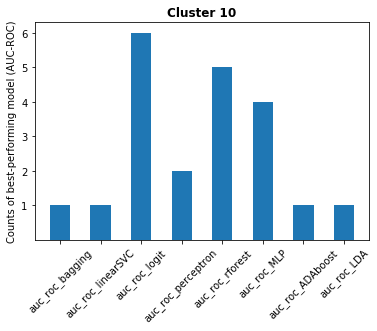 Cluster 10
Counts of best-performing model (AUC-ROC)
6
5
4
3
2
1
auc_roc_bagging
auc_roc_linearSVC
auc_roc_logit
auc_roc_perceptron
auc_roc_rforest
auc_roc_MLP
auc_roc_ADAboost
auc_roc_LDA